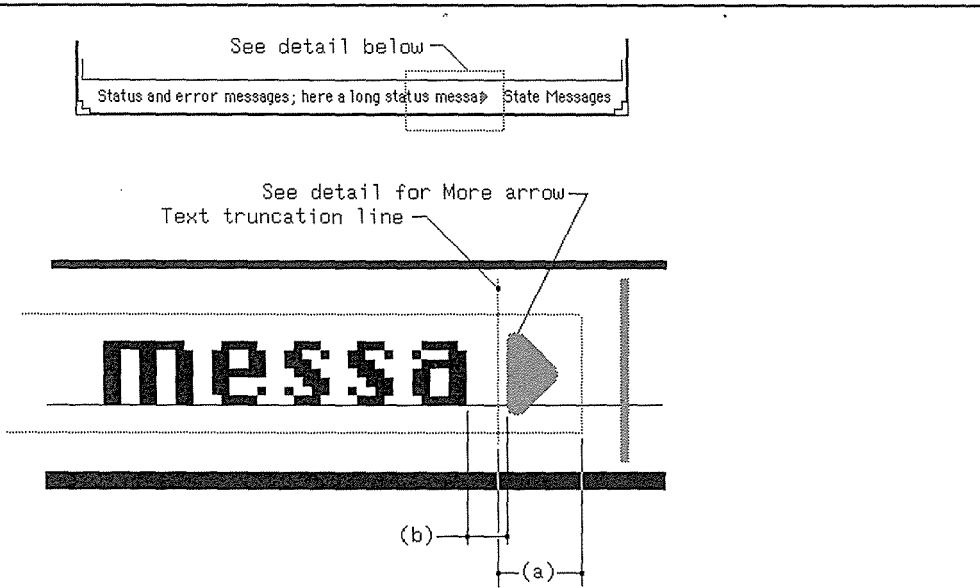 See detail below
Status and error messages; here a long status messa State Messages
See detail for More arrow
Text truncation line
messa
(b)
(a)